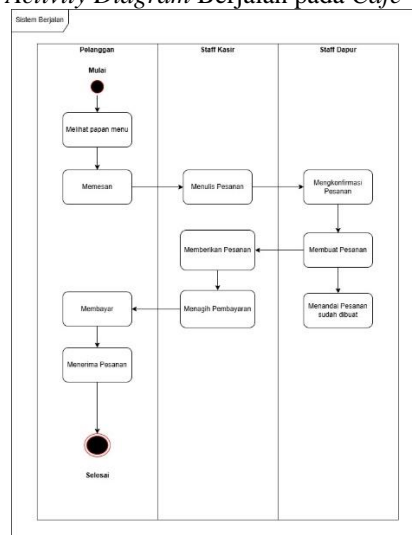 Activity Diagram Berjalan pada Cafe
Sistem Berjalan
Pelanggan
Staff Kasir
Staff Dapur
Mulai
Melihat papan menu
Memesan
Menulis Pesanan
Mengkonfirmasi
Pesanan
Memberikan Pesanan
Membuat Pesanan
Membayar
Menagih Pembayaran
Menandai Pesanan
sudah dibuat
Menerima Pesanan
Selesai